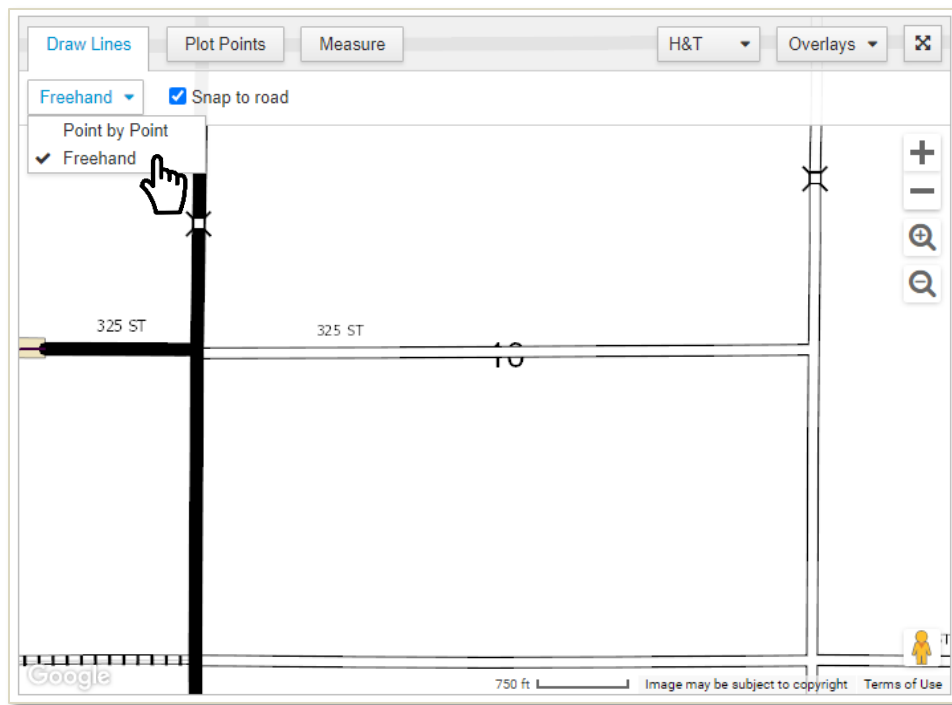 Draw Lines Plot Points Measure H&T Overlays
Freehand Snap to road
Point by Point
Freehand
325 ST 325 ST
10
Google 750 ft Image may be subject to copyright Terms of Use